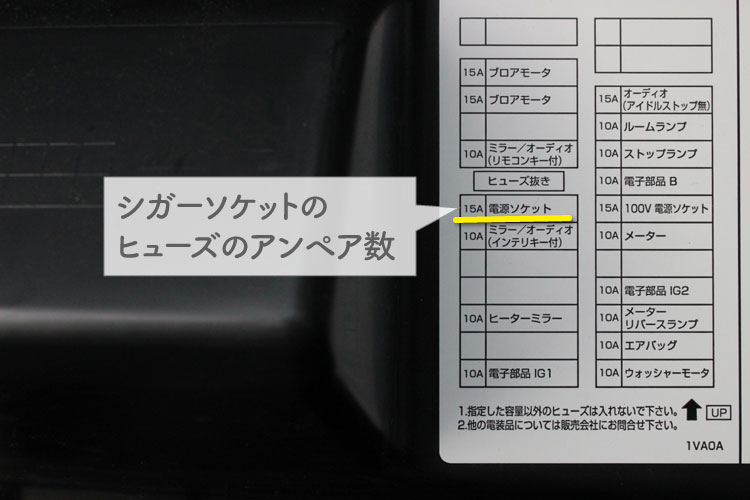 シガーソケットの
ヒューズのアンペア数
15A ブロアモータ
15A ブロアモータ
10A ミラー／オーディオ
(リモコンキー付)
ヒューズ抜き
15A 電源ソケット
10A ミラー／オーディオ
(インテリキー付)
10A ヒーターミラー
10A 電子部品 IG1
15A オーディオ
(アイドルストップ無)
10A ルームランプ
10A ストップランプ
10A 電子部品 B
15A 100V 電源ソケット
10A メーター
10A 電子部品 IG2
10A メーター
リバースランプ
10A エアバッグ
10A ウォッシャーモータ
1.指定した容量以外のヒューズは入れないで下さい。
2.他の電装品については販売会社にお問合せ下さい。
UP
1VA0A